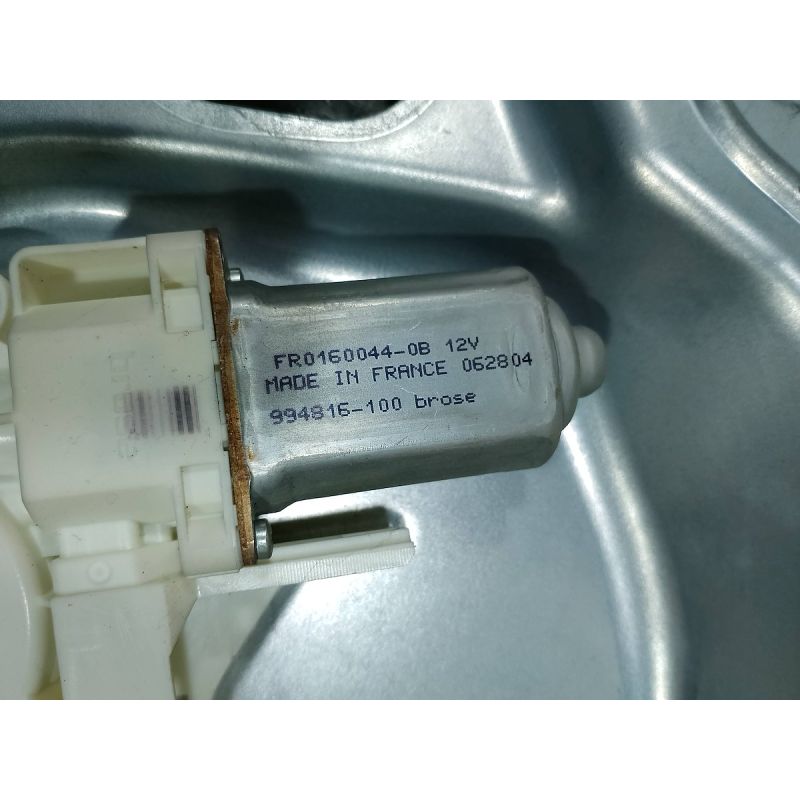 FR0160044-0B 12V
MADE IN FRANCE 062804
994816-100 brose